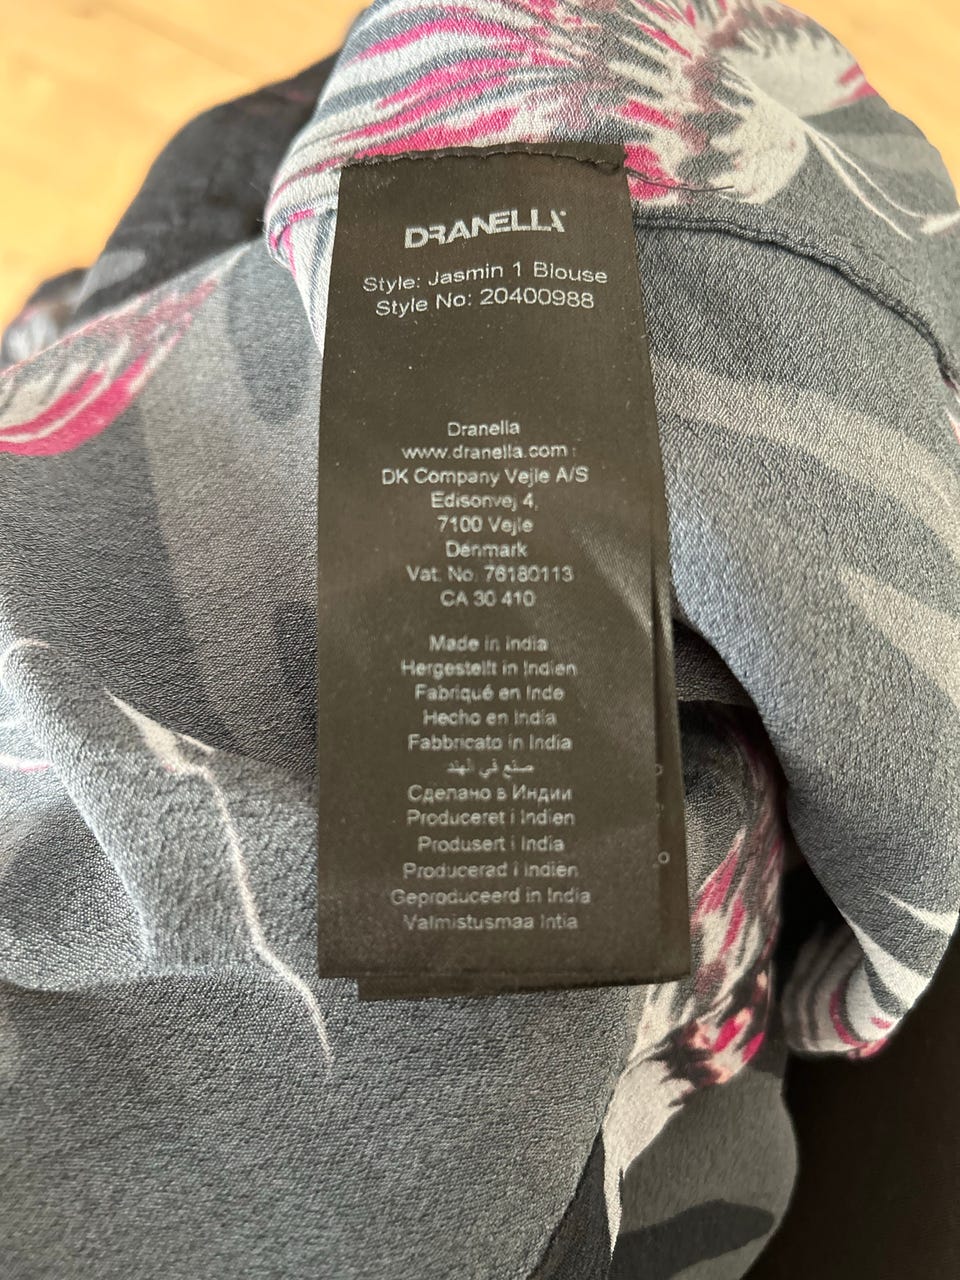 DRANELLA
Style: Jasmin 1 Blouse
Style No: 20400988
Dranella
www.dranella.com
DK Company Vejle A/S
Edisonvej 4,
7100 Vejle
Denmark
Vat. No. 76180113
CA 30 410
Made in India
Hergestellt in Indien
Fabriqué en Inde
Hecho en India
Fabbricato in India
صنع في الهند
Сделано в Индии
Produceret i Indien
Produsert i India
Producerad i Indien
Geproduceerd in India
Valmistusmaa Intia